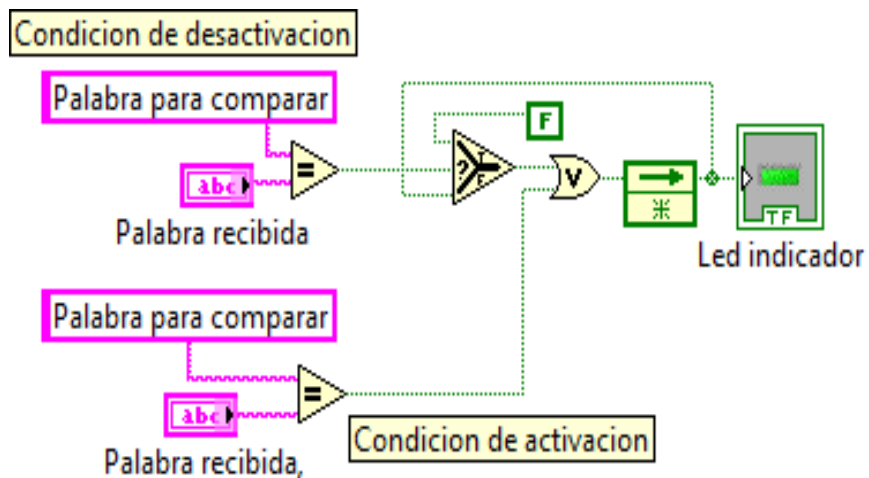 Condicion de desactivacion
Palabra para comparar
=
abc
Palabra recibida
?
T
F
F
V
TF
Led indicador
Palabra para comparar
=
abc
Palabra recibida,
Condicion de activacion